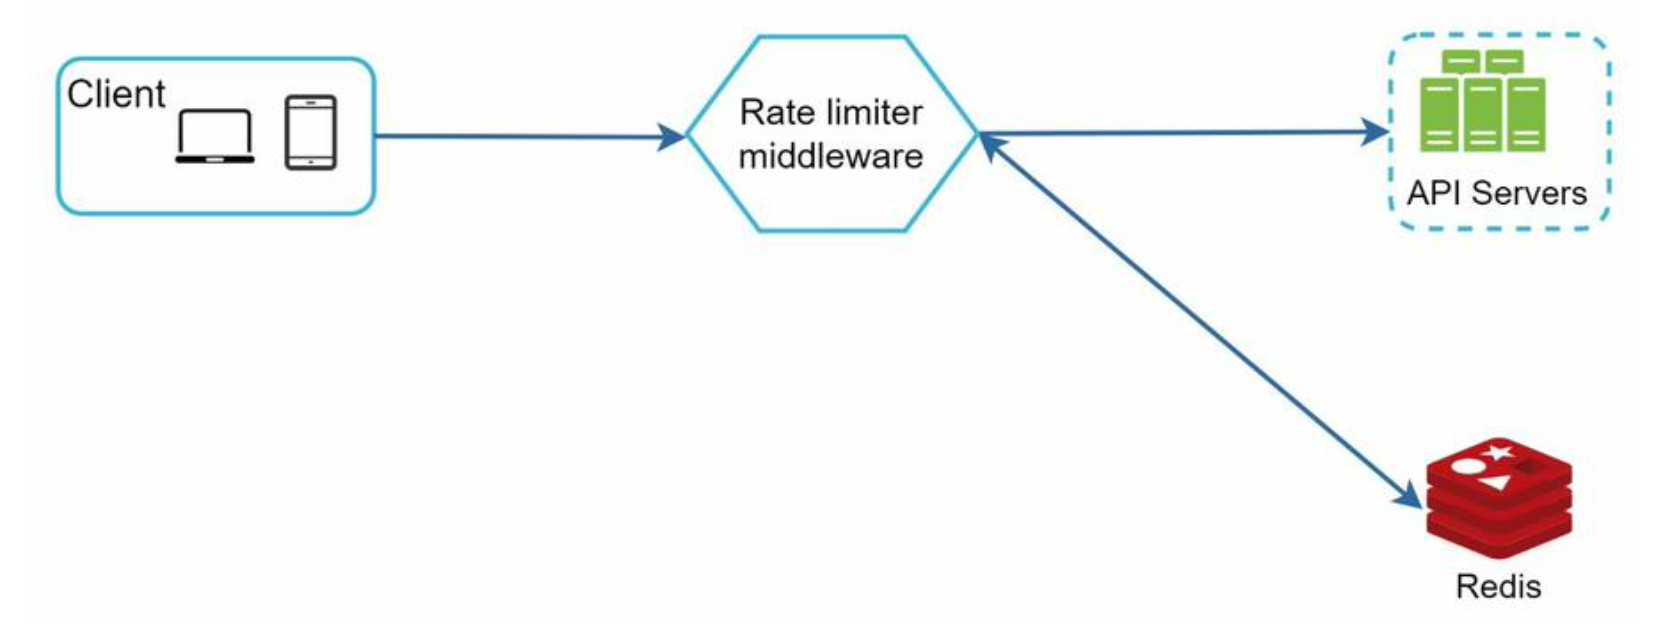 Client
Rate limiter
middleware
API Servers
Redis